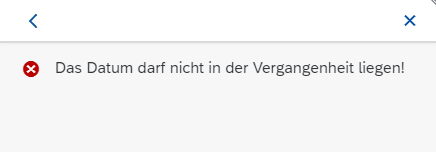 Das Datum darf nicht in der Vergangenheit liegen!